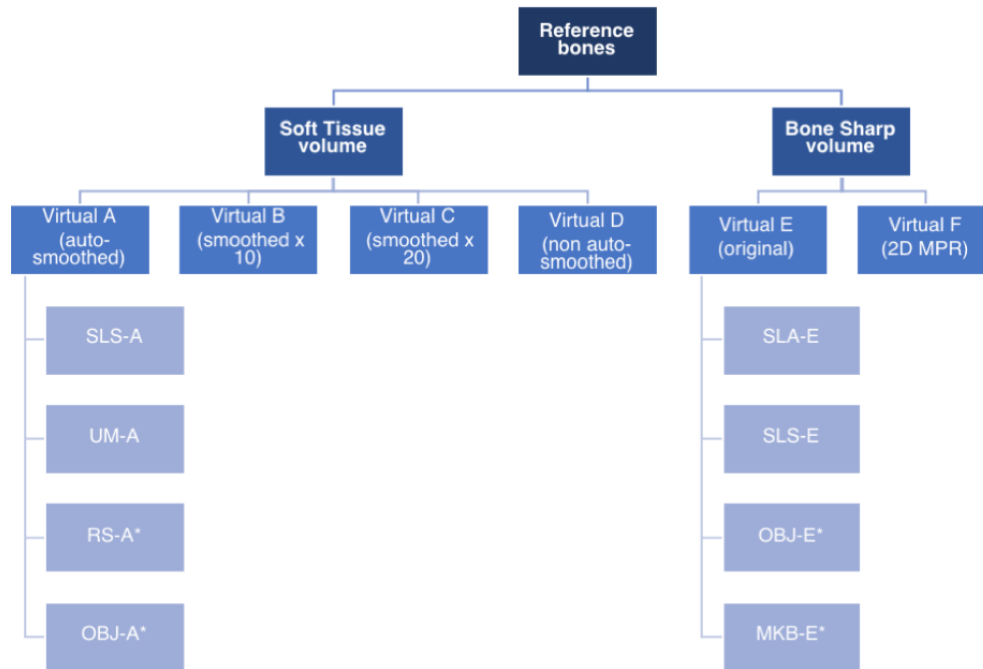 Reference
bones
Soft Tissue
volume
Bone Sharp
volume
Virtual A
(auto-
smoothed)
Virtual B
(smoothed x
10)
Virtual C
(smoothed x
20)
Virtual D
(non auto-
smoothed)
Virtual E
(original)
Virtual F
(2D MPR)
SLS-A
UM-A
RS-A*
OBJ-A*
SLA-E
SLS-E
OBJ-E*
MKB-E*